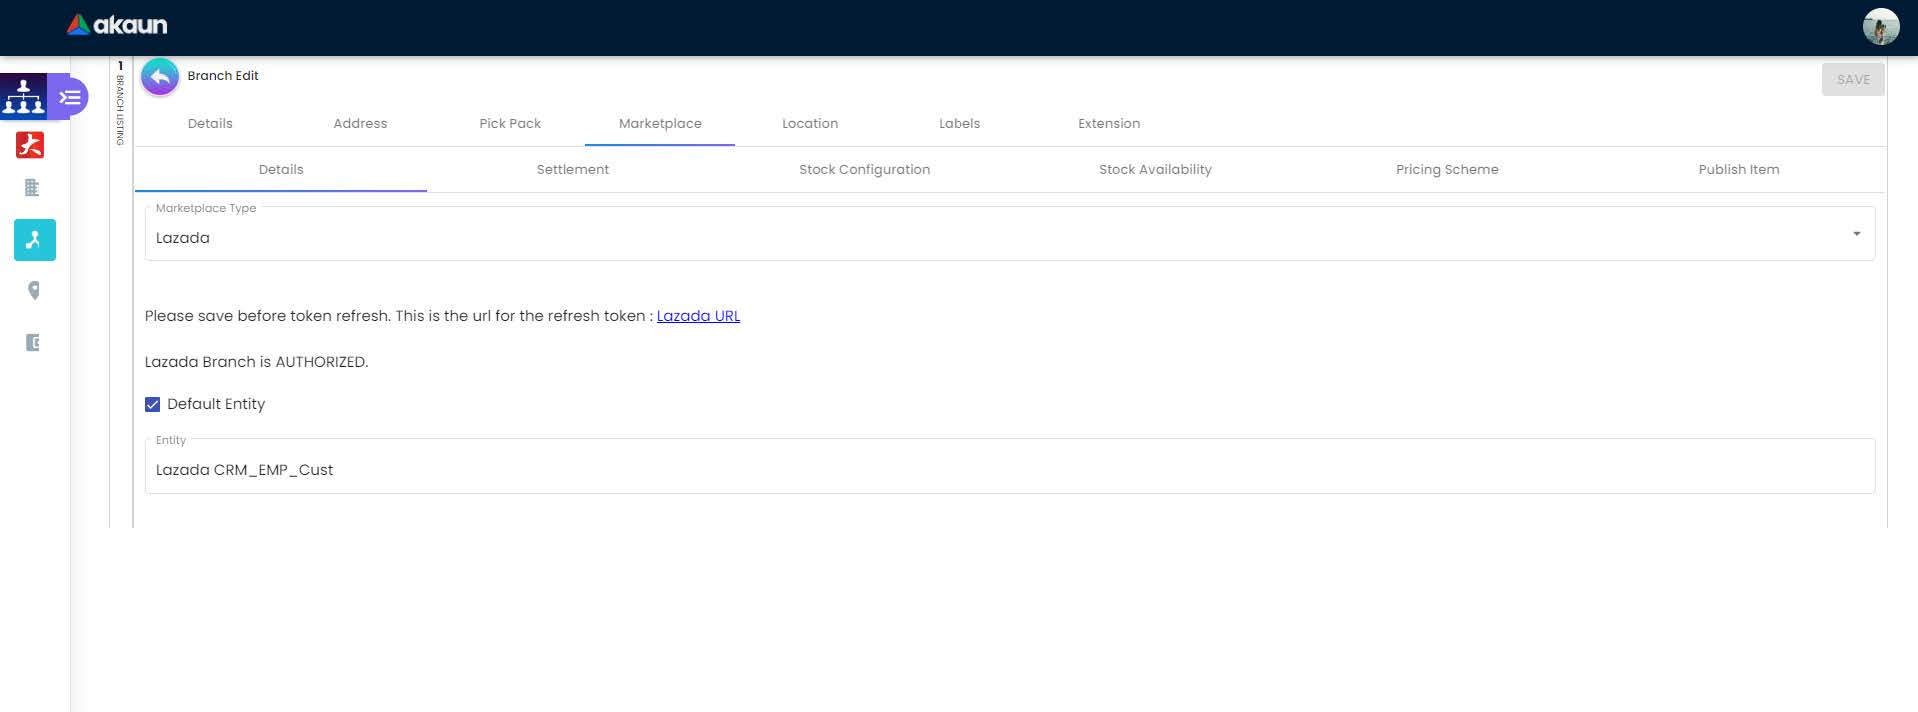 akaun
1
BRANCH LISTING
Branch Edit
SAVE
Details
Address
Pick Pack
Marketplace
Location
Labels
Extension
Details
Settlement
Stock Configuration
Stock Availability
Pricing Scheme
Publish Item
Marketplace Type
Lazada
Please save before token refresh. This is the url for the refresh token : Lazada URL
Lazada Branch is AUTHORIZED.
Default Entity
Entity
Lazada CRM_EMP_Cust